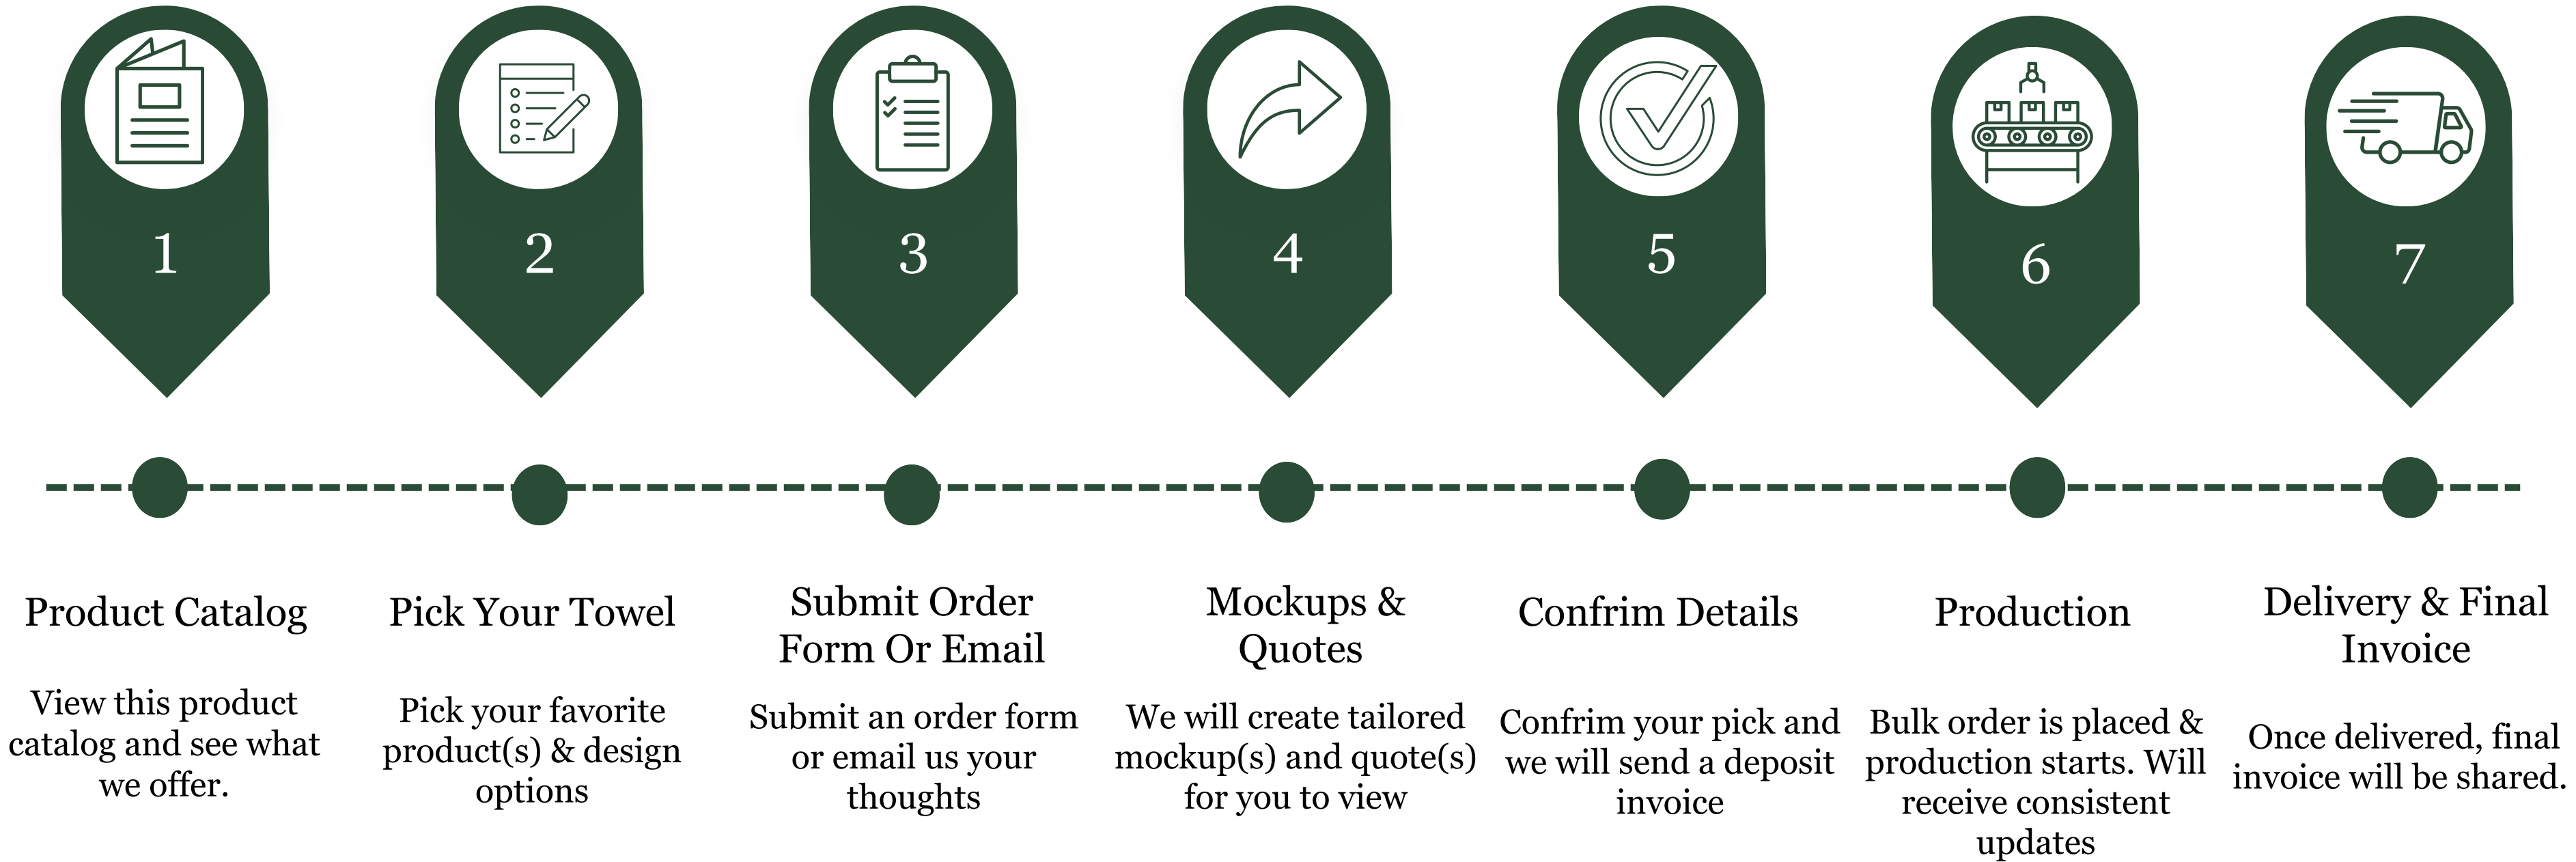 1
2
3
4
5
6
7
Product Catalog
View this product
catalog and see what
we offer.
Pick Your Towel
Pick your favorite
product(s) & design
options
Submit Order
Form Or Email
Submit an order form
or email us your
thoughts
Mockups &
Quotes
We will create tailored
mockup(s) and quote(s)
for you to view
Confrim Details
Confrim your pick and
we will send a deposit
invoice
Production
Bulk order is placed &
production starts. Will
receive consistent
updates
Delivery & Final
Invoice
Once delivered, final
invoice will be shared.